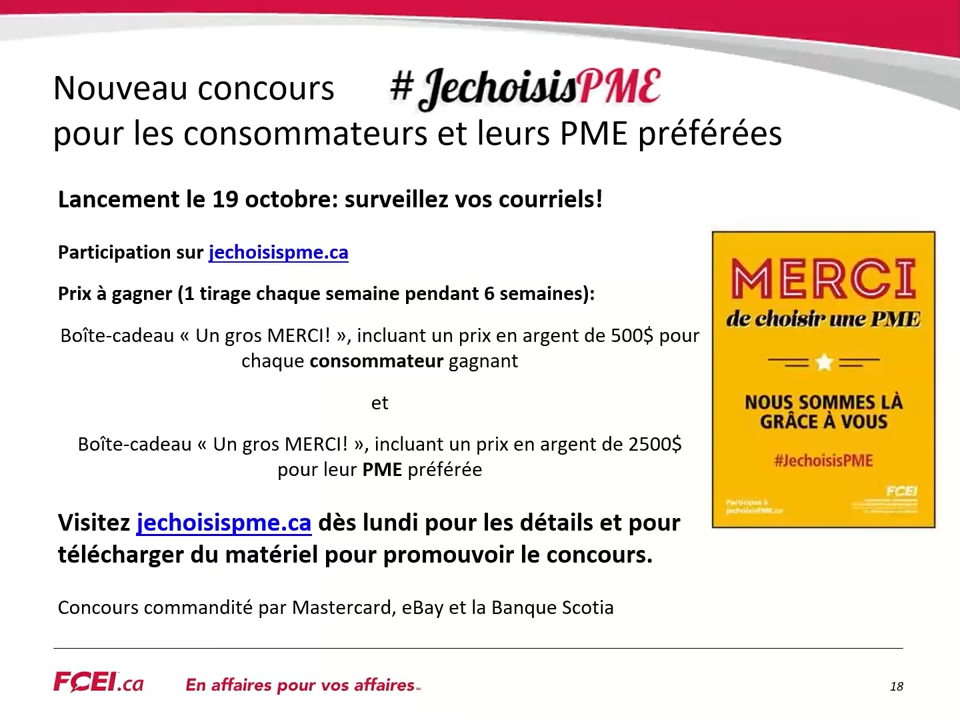 Nouveau concours #JechoisisPME
pour les consommateurs et leurs PME préférées
Lancement le 19 octobre: surveillez vos courriels!
Participation sur jechoisispme.ca
Prix à gagner (1 tirage chaque semaine pendant 6 semaines):
Boîte-cadeau « Un gros MERCI! », incluant un prix en argent de 500$ pour
chaque consommateur gagnant
et
Boîte-cadeau « Un gros MERCI! », incluant un prix en argent de 2500$
pour leur PME préférée
Visitez jechoisispme.ca dès lundi pour les détails et pour
télécharger du matériel pour promouvoir le concours.
Concours commandité par Mastercard, eBay et la Banque Scotia
MERCI
de choisir une PME
NOUS SOMMES LÀ
GRÂCE À VOUS
#JechoisisPME
FCEI
Participez à
jechoisisPME.ca
FCEI.ca
En affaires pour vos affaires.
18